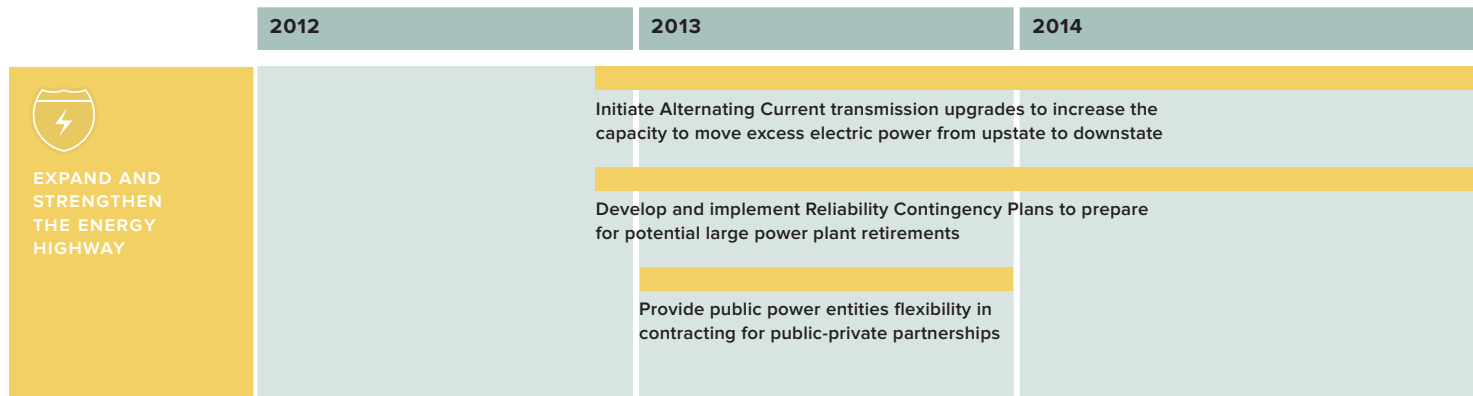 2012
2013
2014
EXPAND AND
STRENGTHEN
THE ENERGY
HIGHWAY
Initiate Alternating Current transmission upgrades to increase the
capacity to move excess electric power from upstate to downstate
Develop and implement Reliability Contingency Plans to prepare
for potential large power plant retirements
Provide public power entities flexibility in
contracting for public-private partnerships